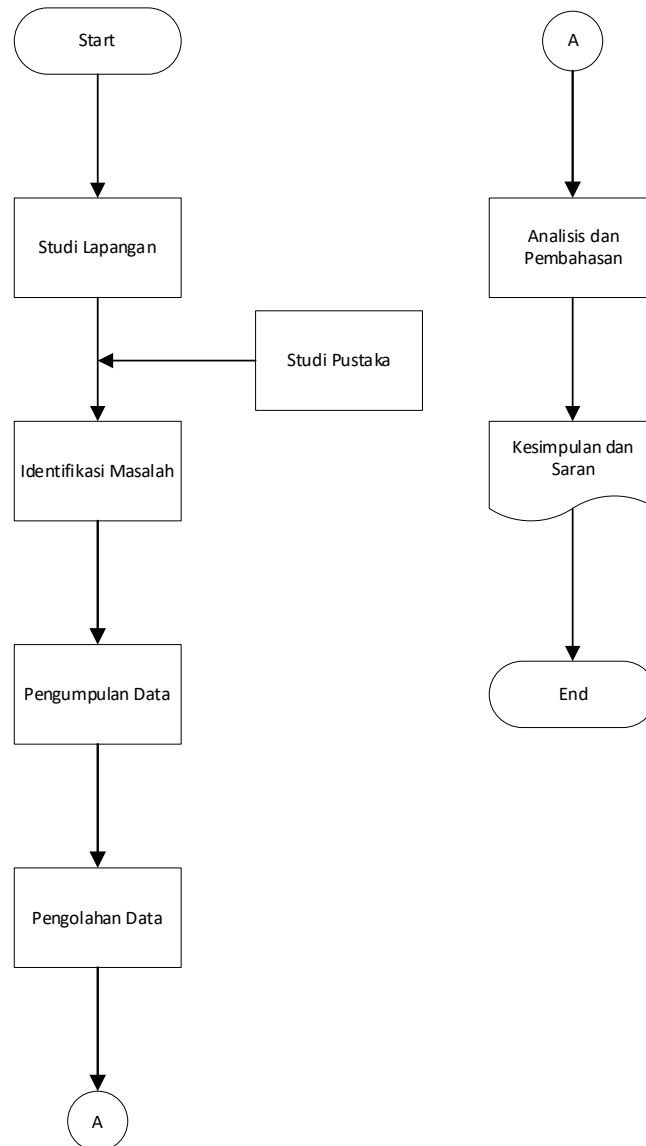 Start
Studi Lapangan
Studi Pustaka
Identifikasi Masalah
Pengumpulan Data
Pengolahan Data
A
A
Analisis dan
Pembahasan
Kesimpulan dan
Saran
End